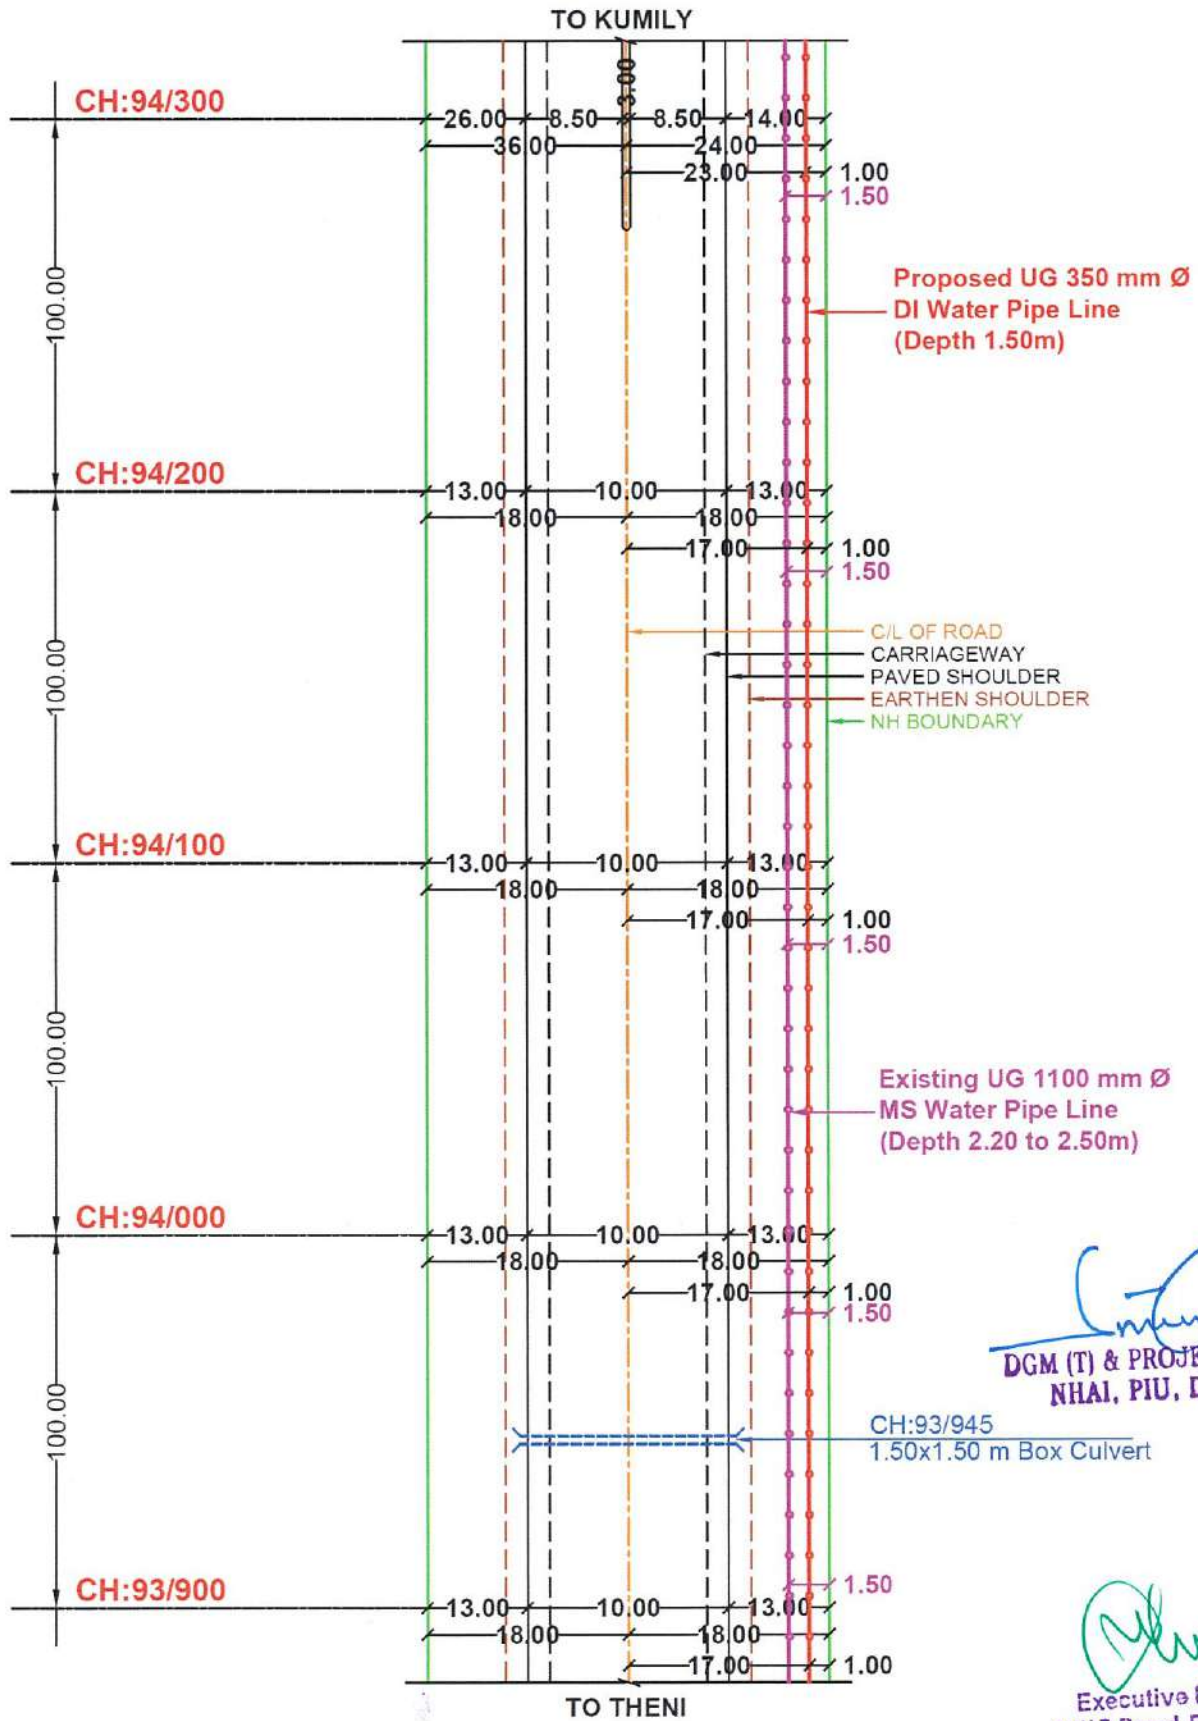 TO KUMILY
3.00
CH:94/300
26.00 8.50 8.50 14.00
36.00 24.00
23.00 1.00
1.50
100.00
Proposed UG 350 mm Ø
DI Water Pipe Line
(Depth 1.50m)
CH:94/200
13.00 10.00 13.00
18.00 18.00
17.00 1.00
1.50
100.00
C/L OF ROAD
CARRIAGEWAY
PAVED SHOULDER
EARTHEN SHOULDER
NH BOUNDARY
CH:94/100
13.00 10.00 13.00
18.00 18.00
17.00 1.00
1.50
100.00
Existing UG 1100 mm Ø
MS Water Pipe Line
(Depth 2.20 to 2.50m)
CH:94/000
13.00 10.00 13.00
18.00 18.00
17.00 1.00
1.50
DGM (T) &
NHAI, PIU,
100.00
CH:93/945
1.50x1.50 m Box Culvert
1.50
CH:93/900
13.00 10.00 13.00
18.00 18.00
17.00 1.00
TO THENI
Executive